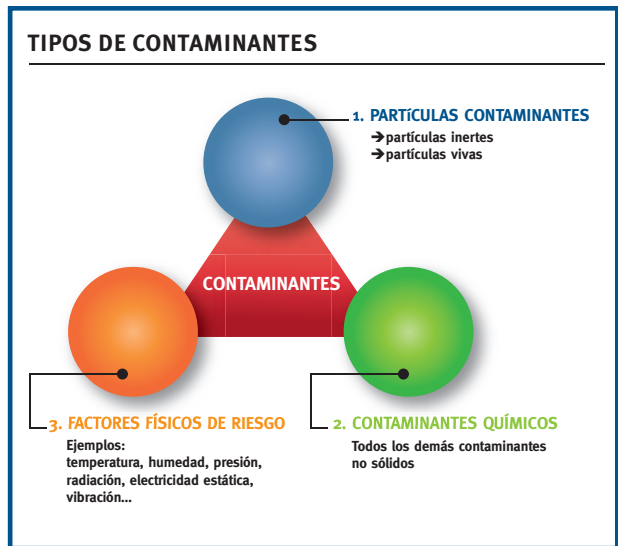 TIPOS DE CONTAMINANTES
1. PARTíCULAS CONTAMINANTES
➔partículas inertes
➔partículas vivas
CONTAMINANTES
3. FACTORES FÍSICOS DE RIESGO
Ejemplos:
temperatura, humedad, presión,
radiación, electricidad estática,
vibración...
2. CONTAMINANTES QUÍMICOS
Todos los demás contaminantes
no sólidos